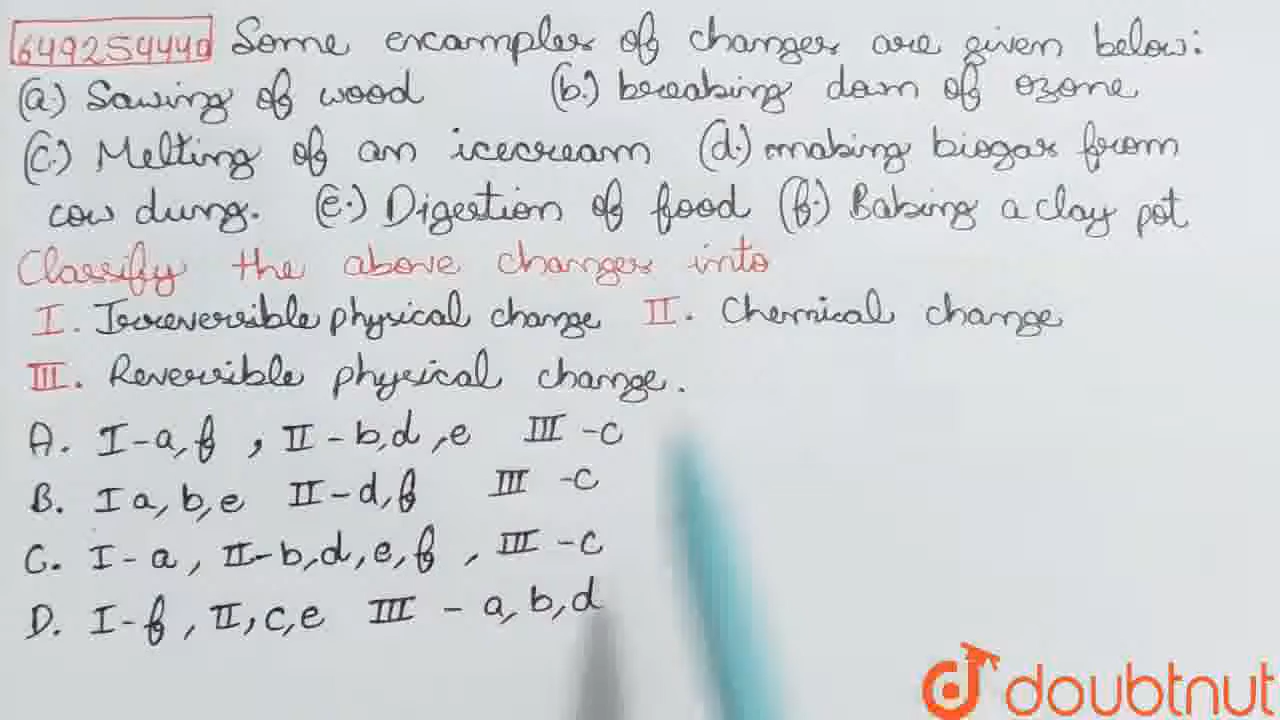 649254440 Some examples of changes are given below:
(a.) Sawing of wood (b.) breaking down of ozone
(c.) Melting of an icecream (d.) making biogas from
cow dung. (e.) Digestion of food (f.) Baking a clay pot
Classify the above changes into
I. Irreversible physical change II. Chemical change
III. Reversible physical change.
A. I-a, f , II-b,d,e III-c
B. I a, b, e II-d, f III -c
C. I-a, II-b,d,e,f , III-c
D. I-f, II,c,e III - a, b, d
doubtnut